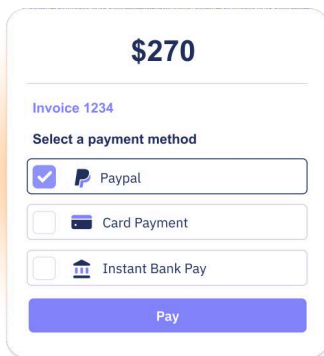 $270
Invoice 1234
Select a payment method
Paypal
Card Payment
Instant Bank Pay
Pay